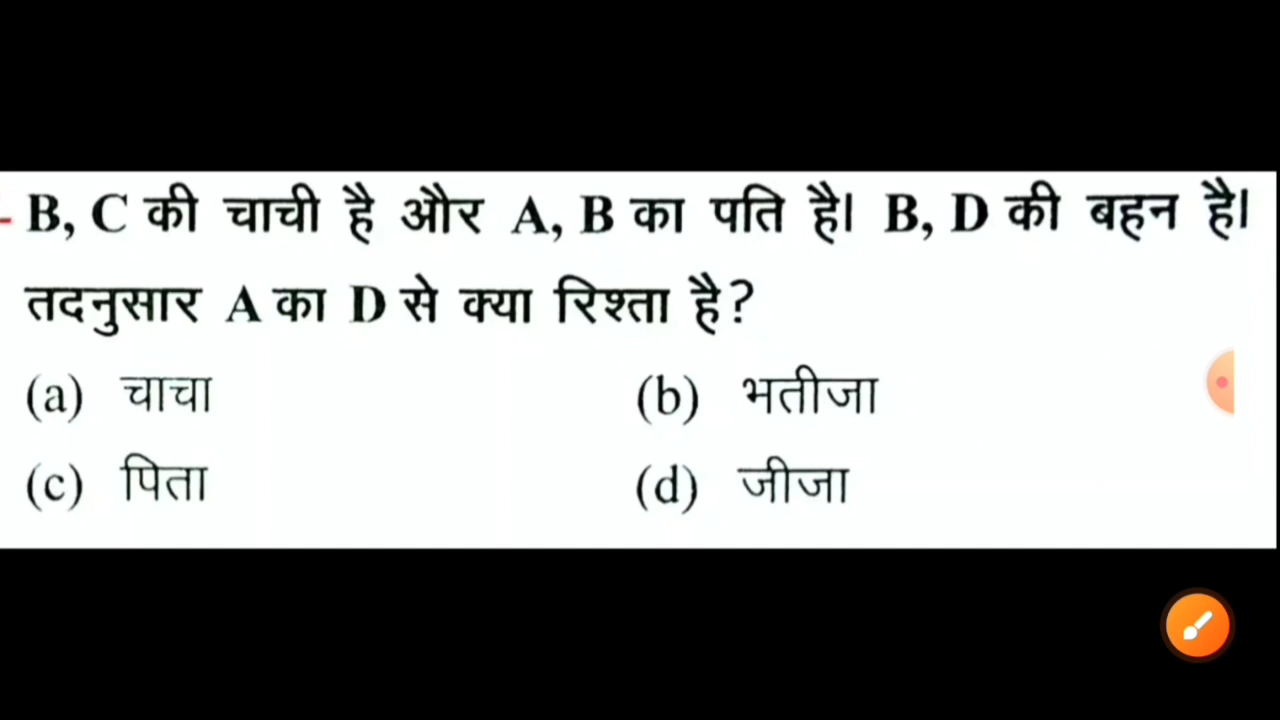 B, C की चाची है और A, B का पति है। B, D की बहन है।
तदनुसार A का D से क्या रिश्ता है?
(a) चाचा (b) भतीजा
(c) पिता (d) जीजा